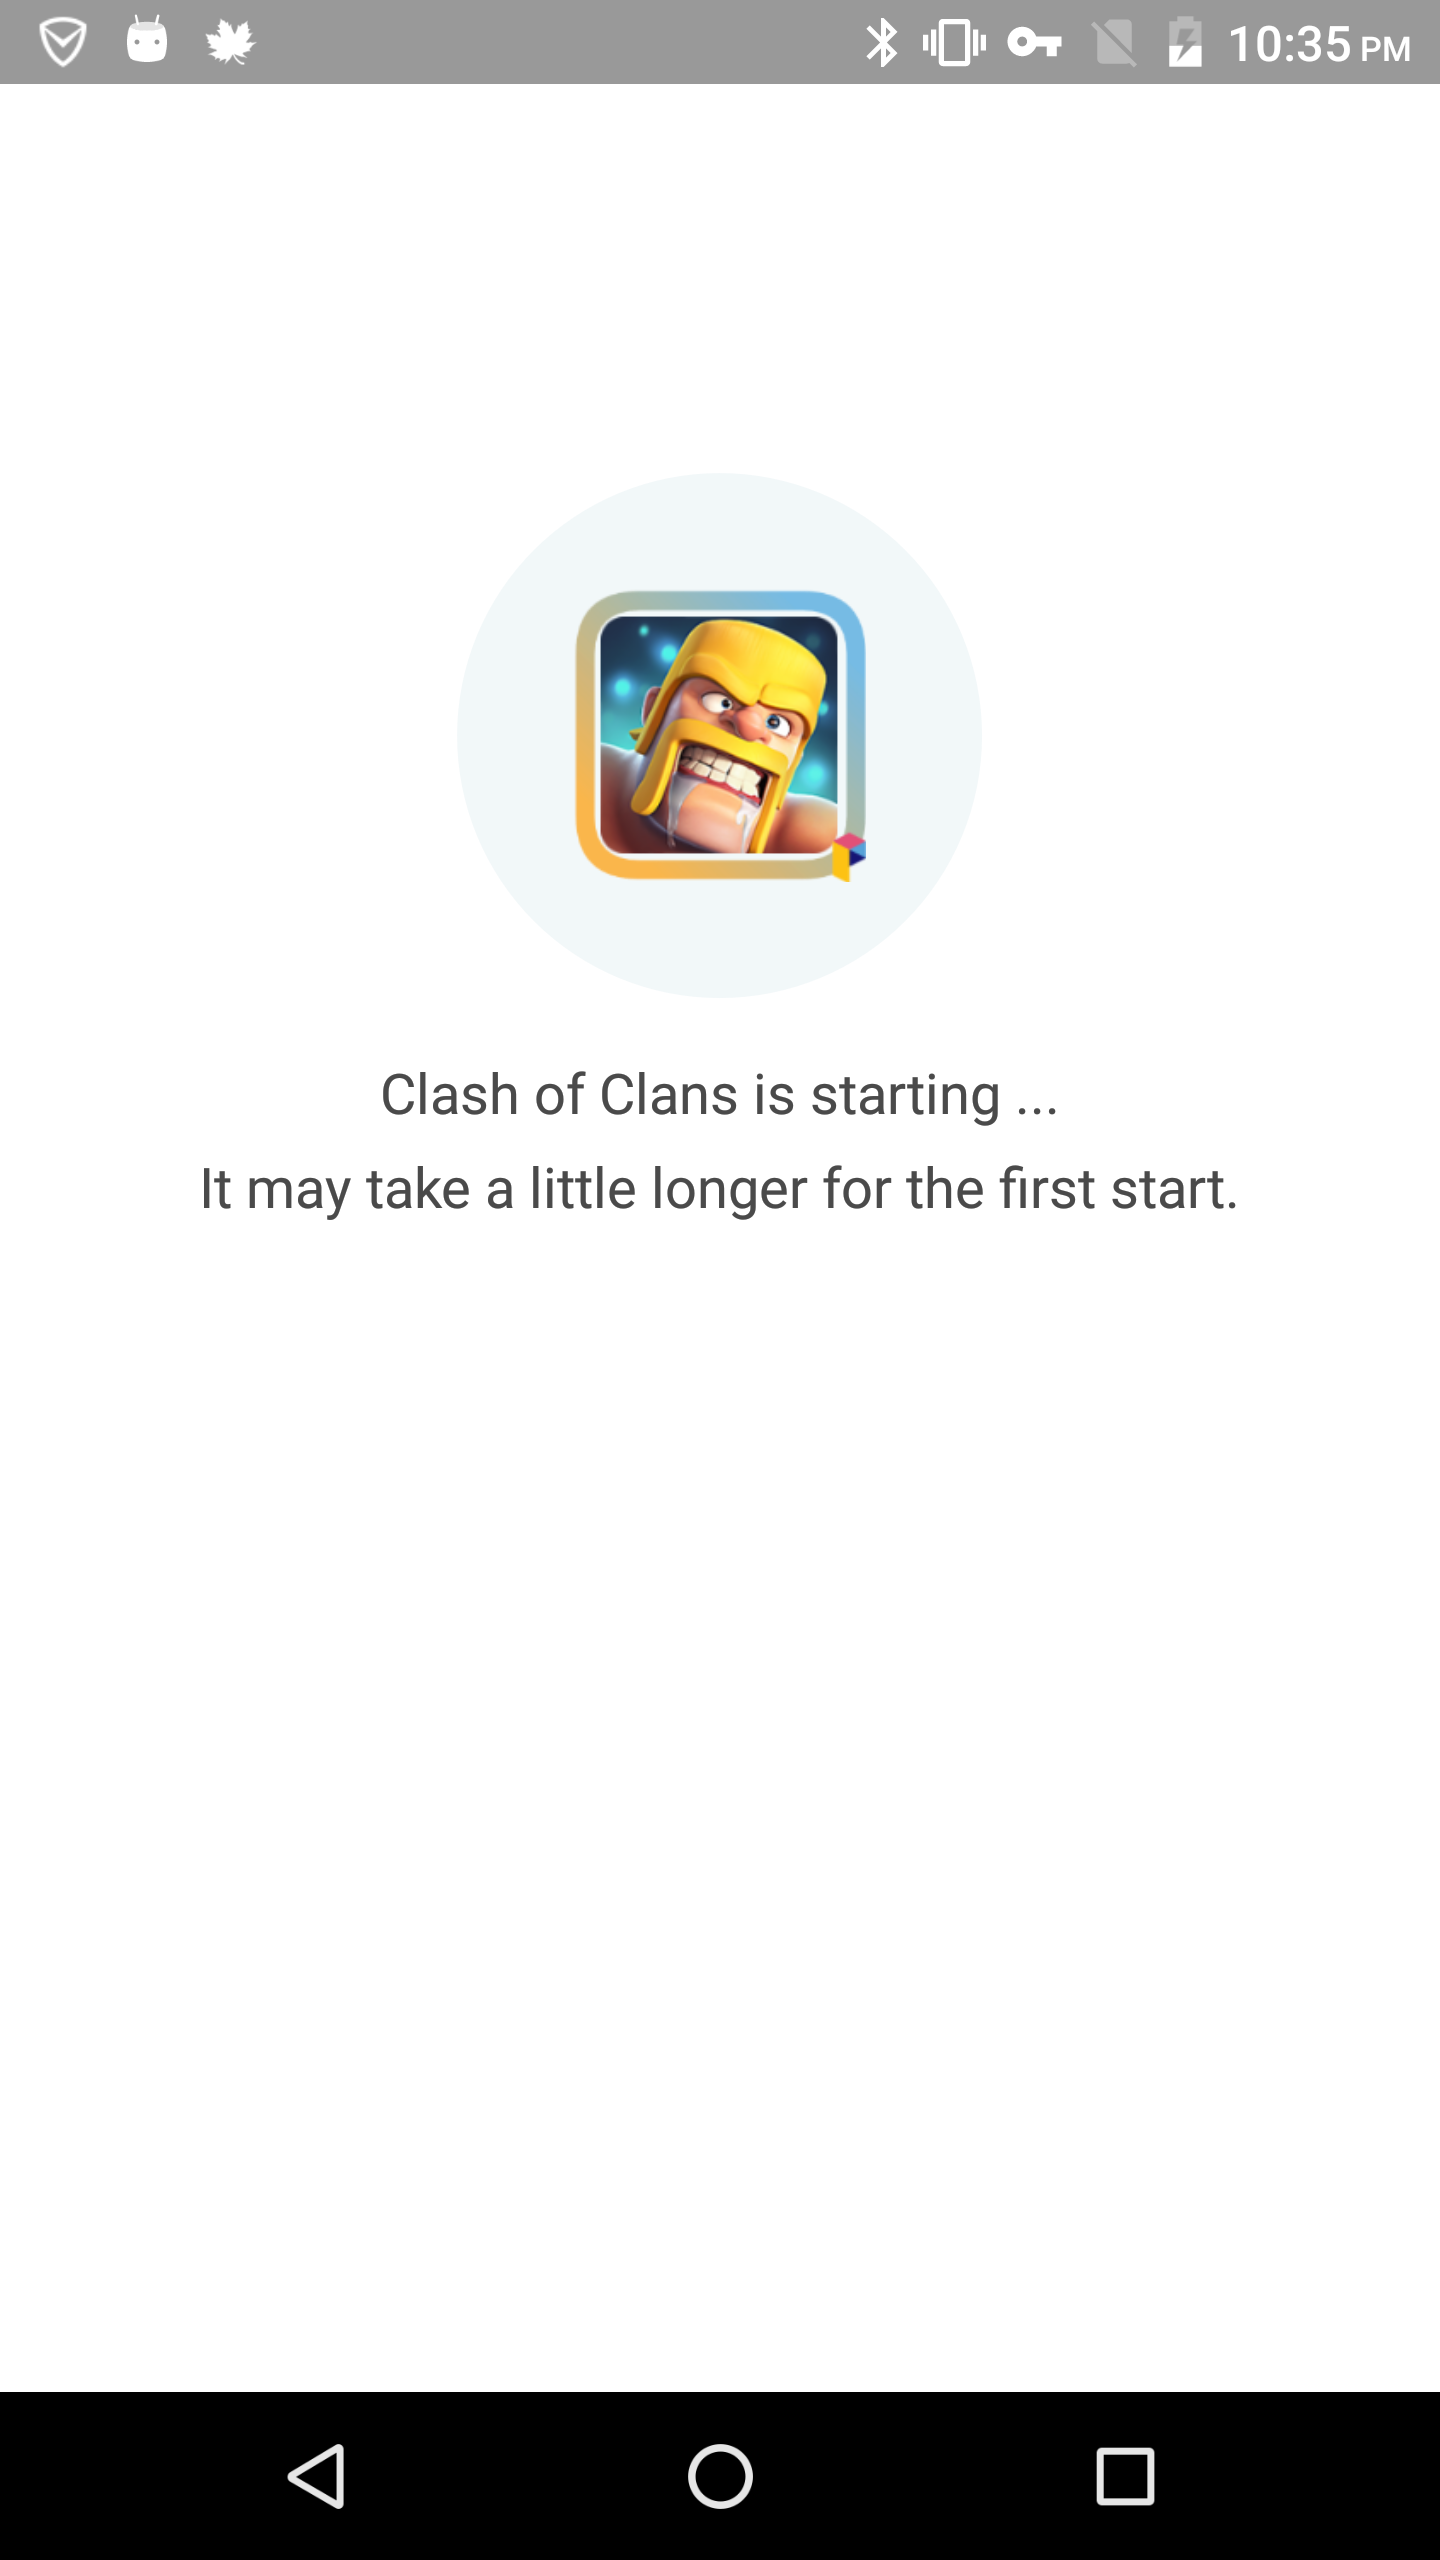 10:35 PM
Clash of Clans is starting ...
It may take a little longer for the first start.